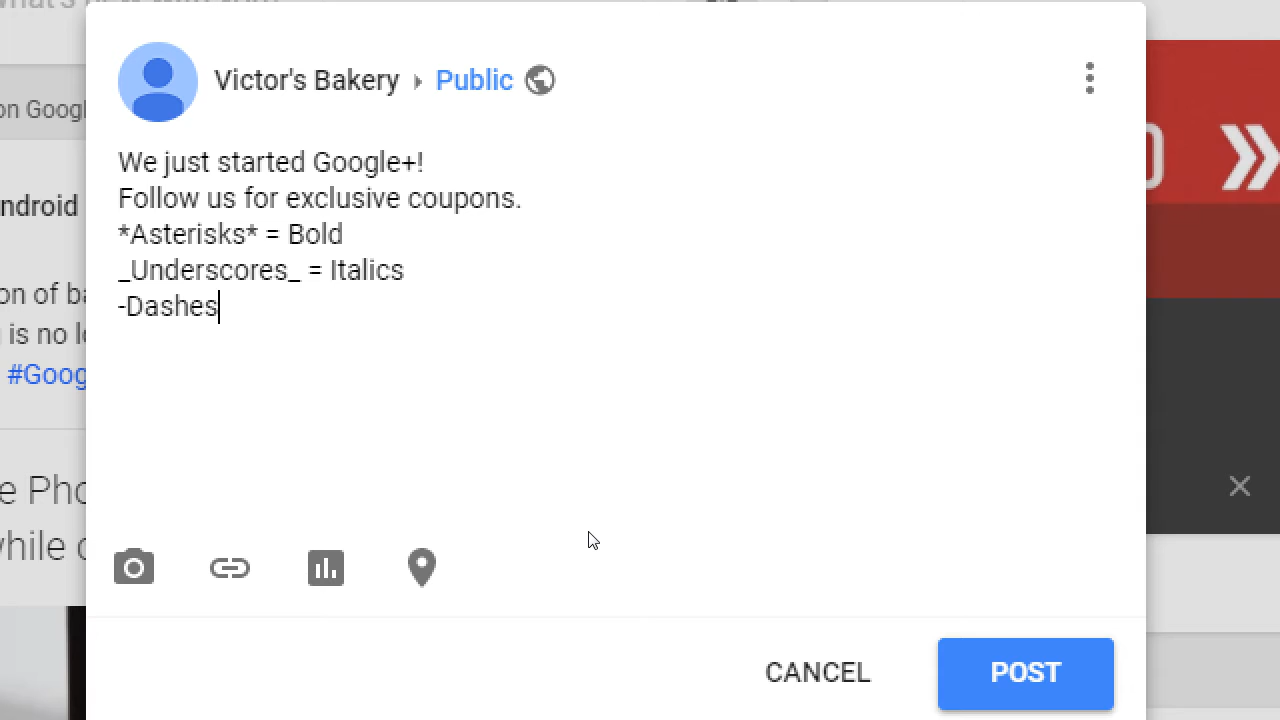 on Googl
Victor's Bakery Public
We just started Google+!
Follow us for exclusive coupons.
*Asterisks* = Bold
_Underscores_ = Italics
-Dashes
ndroid
on of ba
is no lo
#Goog
e Pho
while o
CANCEL
POST